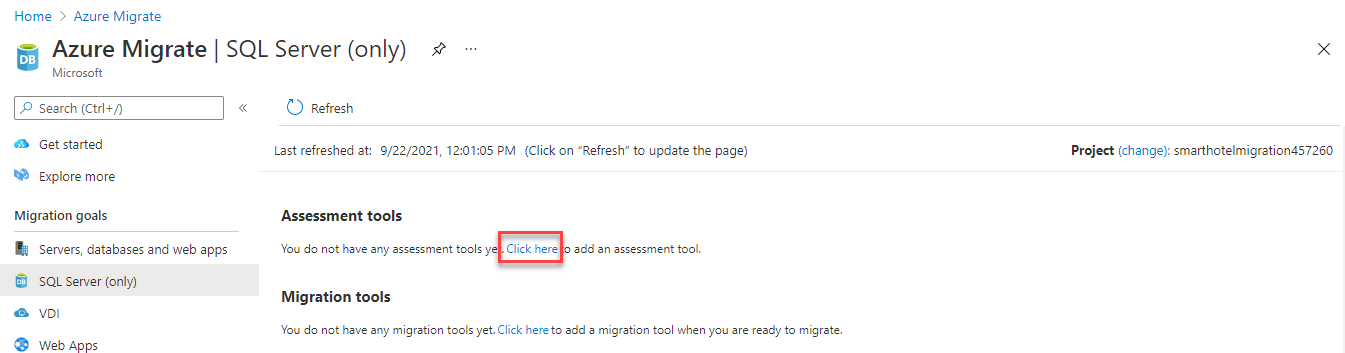 Home > Azure Migrate
Azure Migrate | SQL Server (only)
Microsoft
Search (Ctrl+/)
Get started
Explore more
Migration goals
Servers, databases and web apps
SQL Server (only)
VDI
Web Apps
Refresh
Last refreshed at: 9/22/2021, 12:01:05 PM (Click on “Refresh” to update the page)
Project (change): smarthotelmigration457260
Assessment tools
You do not have any assessment tools yet. Click here to add an assessment tool.
Migration tools
You do not have any migration tools yet. Click here to add a migration tool when you are ready to migrate.